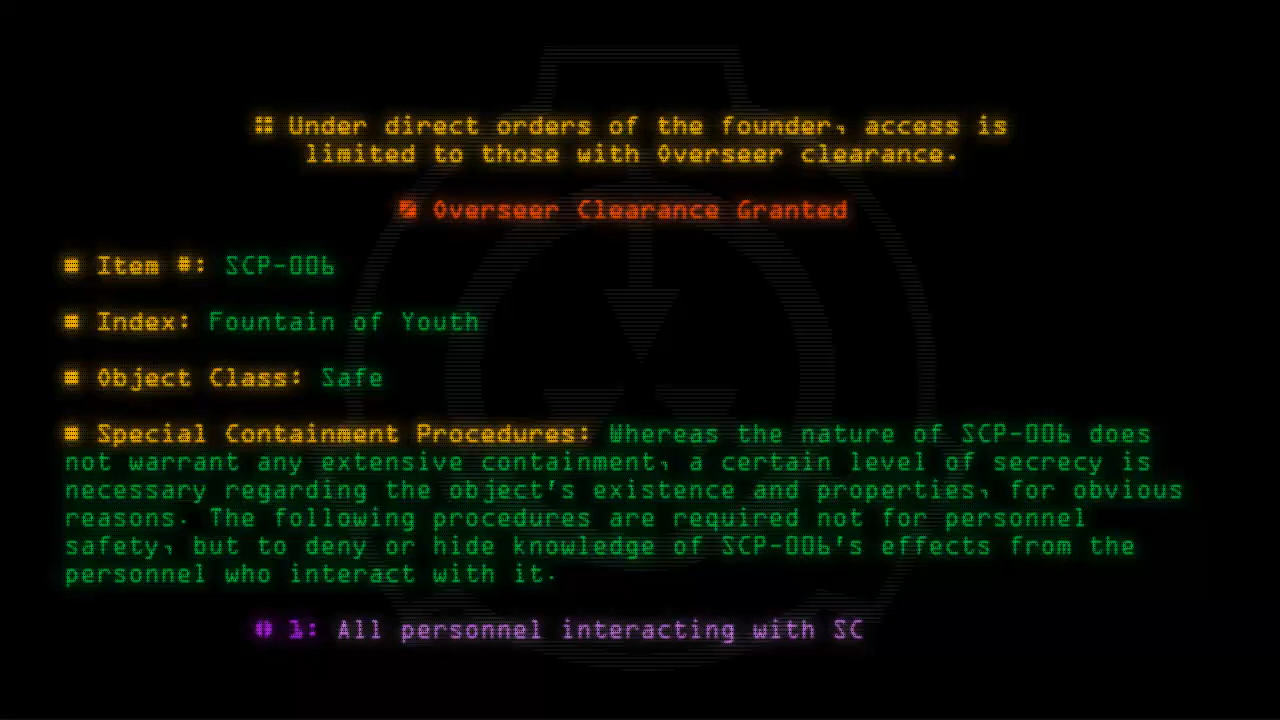 # Under direct orders of the founder, access is
limited to those with Overseer clearance.
Overseer Clearance Granted
Item #: SCP-006
Index: Fountain of Youth
Object Class: Safe
Special Containment Procedures: Whereas the nature of SCP-006 does
not warrant any extensive containment, a certain level of secrecy is
necessary regarding the object's existence and properties, for obvious
reasons. The following procedures are required not for personnel
safety, but to deny or hide knowledge of SCP-006's effects from the
personnel who interact with it.
# 1: All personnel interacting with SC